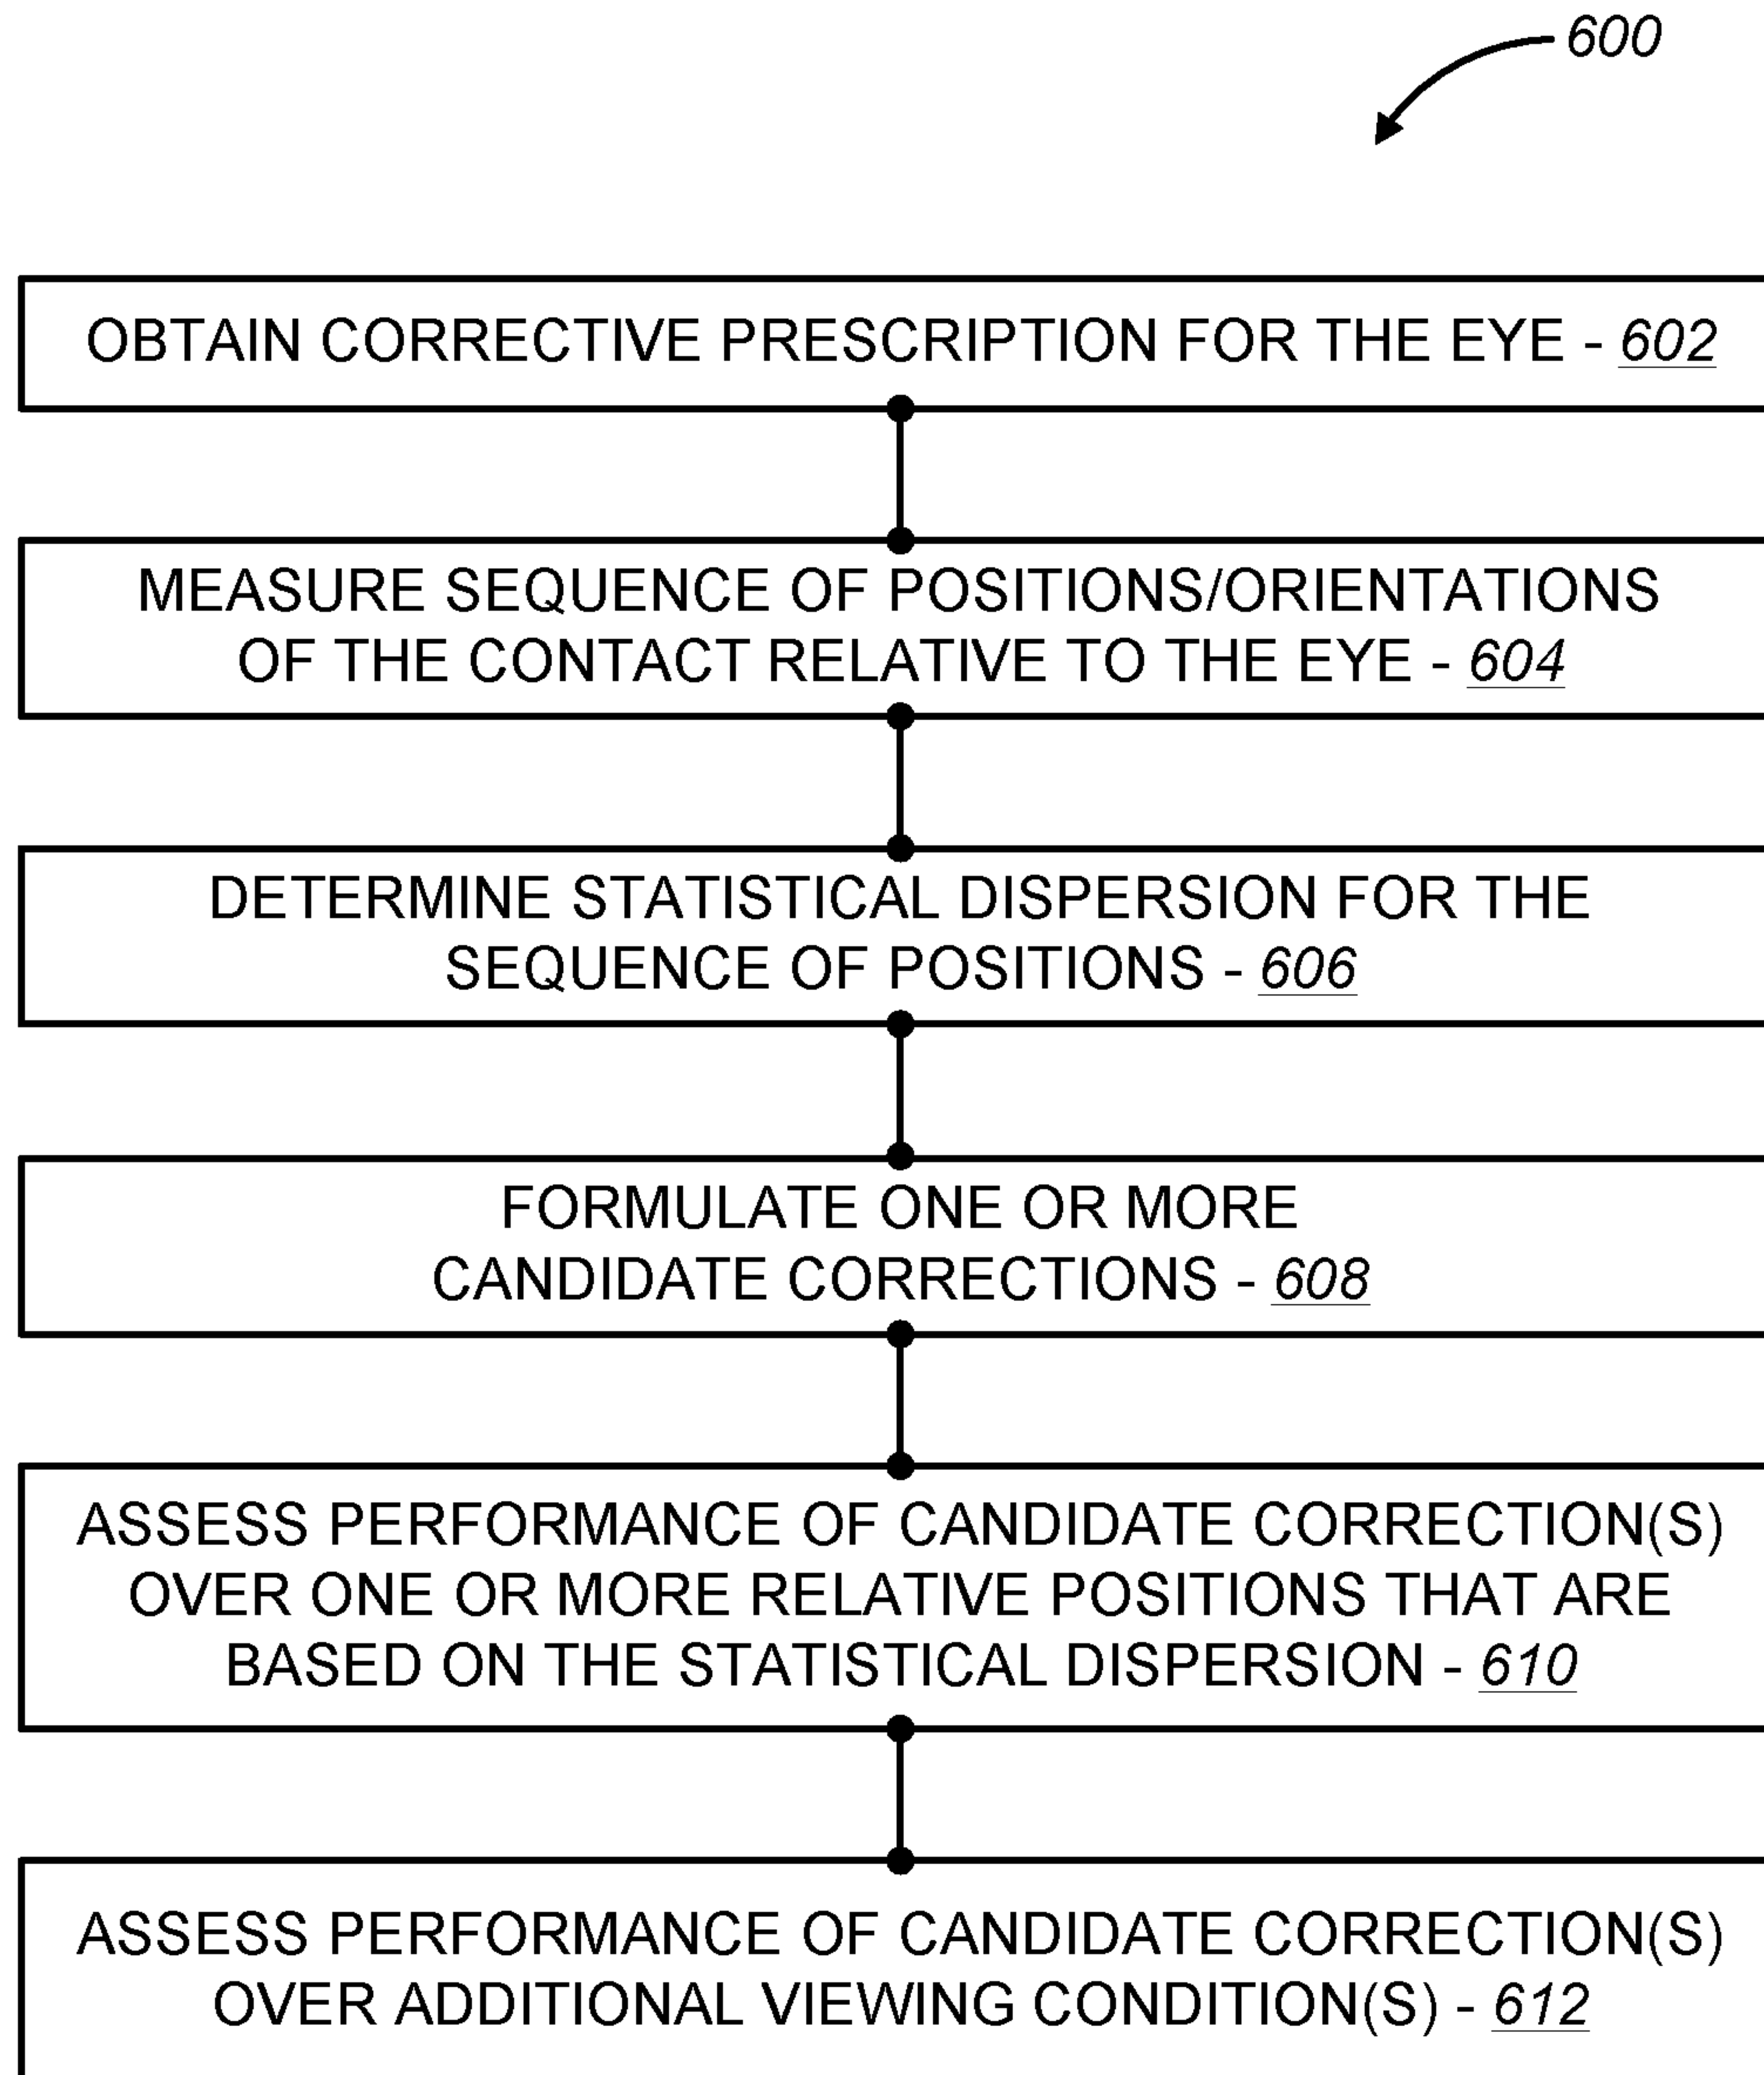 600
OBTAIN CORRECTIVE PRESCRIPTION FOR THE EYE - 602
MEASURE SEQUENCE OF POSITIONS/ORIENTATIONS
OF THE CONTACT RELATIVE TO THE EYE - 604
DETERMINE STATISTICAL DISPERSION FOR THE
SEQUENCE OF POSITIONS - 606
FORMULATE ONE OR MORE
CANDIDATE CORRECTIONS - 608
ASSESS PERFORMANCE OF CANDIDATE CORRECTION(S)
OVER ONE OR MORE RELATIVE POSITIONS THAT ARE
BASED ON THE STATISTICAL DISPERSION - 610
ASSESS PERFORMANCE OF CANDIDATE CORRECTION(S)
OVER ADDITIONAL VIEWING CONDITION(S) - 612